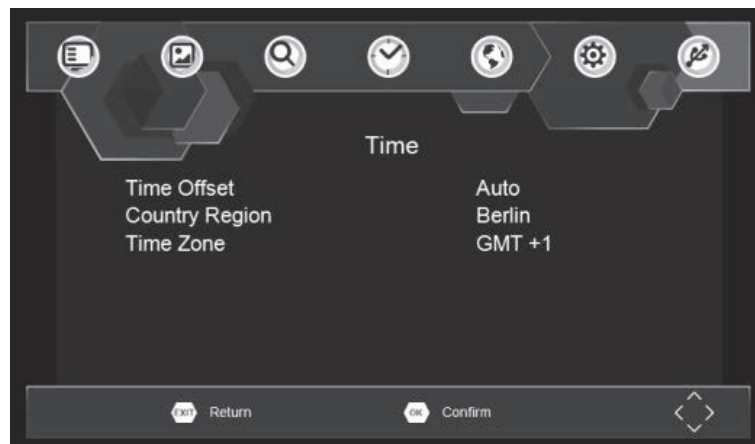 Time
Time Offset Auto
Country Region Berlin
Time Zone GMT +1
EXIT Return OK Confirm